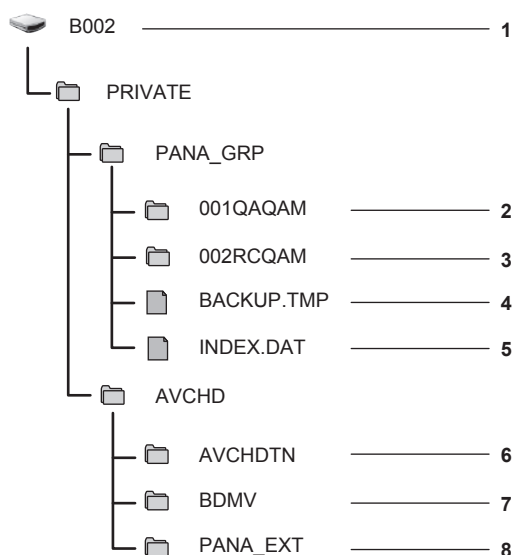 B002 1
PRIVATE
PANA_GRP
001QAQAM 2
002RCQAM 3
BACKUP.TMP 4
INDEX.DAT 5
AVCHD
AVCHDTN 6
BDMV 7
PANA_EXT 8